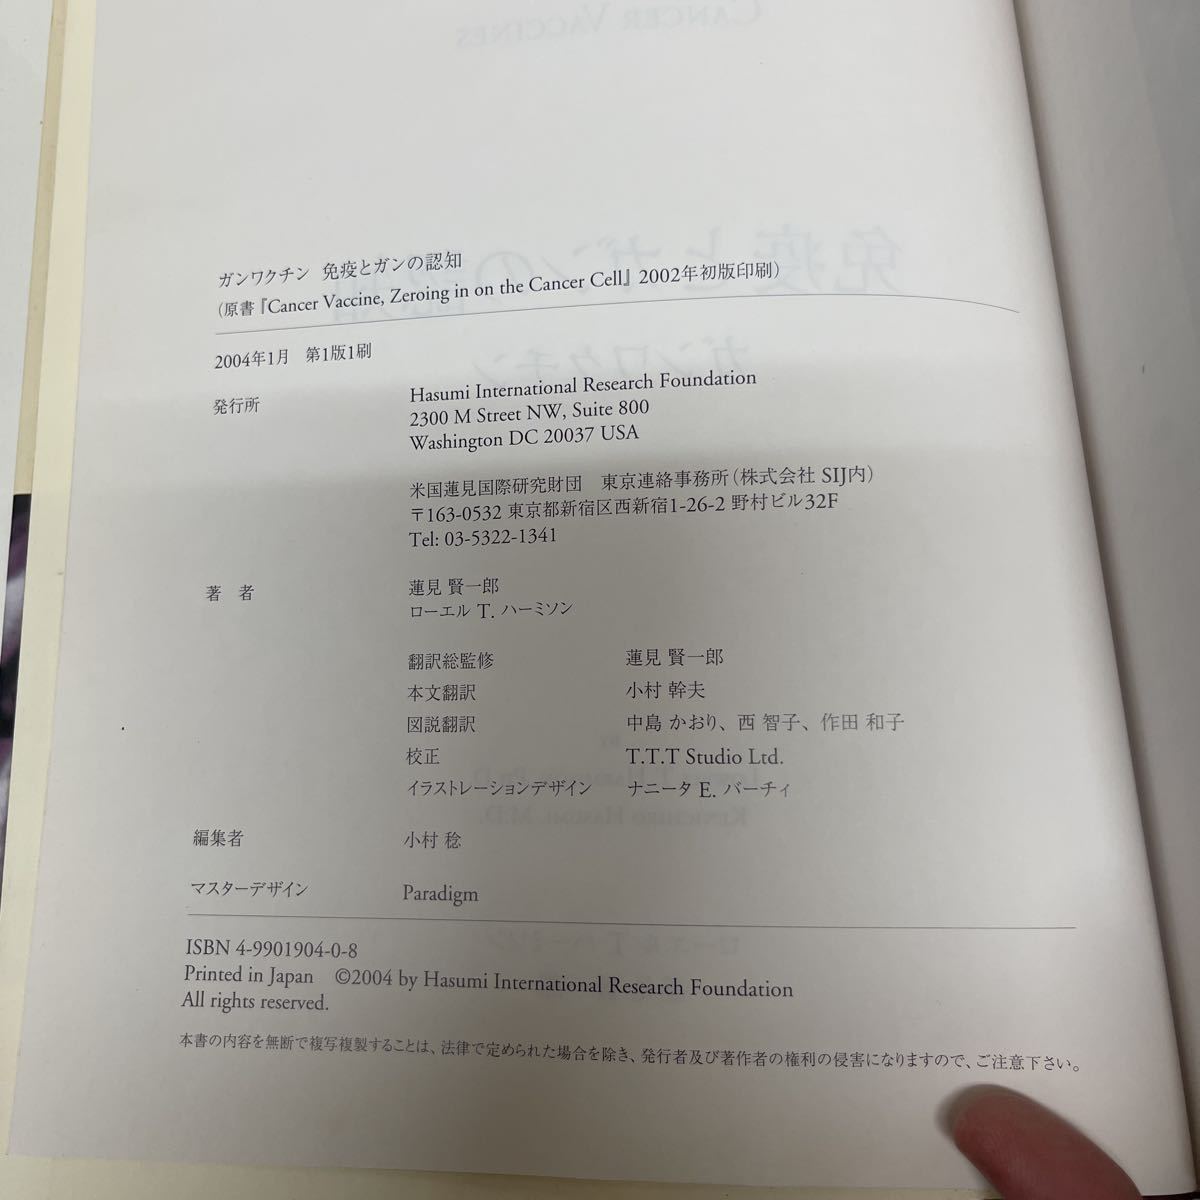 ガンワクチン 免疫とガンの認知
(原書『Cancer Vaccine, Zeroing in on the Cancer Cell』 2002年初版印刷)
2004年1月 第1版1刷
発行所 Hasumi International Research Foundation
2300 M Street NW, Suite 800
Washington DC 20037 USA
米国蓮見国際研究財団 東京連絡事務所(株式会社 SIJ内)
〒163-0532 東京都新宿区西新宿1-26-2 野村ビル32F
Tel: 03-5322-1341
著 者 蓮見 賢一郎
ローエル T. ハーミソン
翻訳総監修 蓮見 賢一郎
本文翻訳 小村 幹夫
図説翻訳 中島 かおり、西 智子、作田 和子
校正 T.T.T Studio Ltd.
イラストレーションデザイン ナニータ E. バーティ
編集者 小村 稔
マスターデザイン Paradigm
ISBN 4-9901904-0-8
Printed in Japan ©2004 by Hasumi International Research Foundation
All rights reserved.
本書の内容を無断で複写複製することは、法律で定められた場合を除き、発行者及び著作者の権利の侵害になりますので、ご注意下さい。